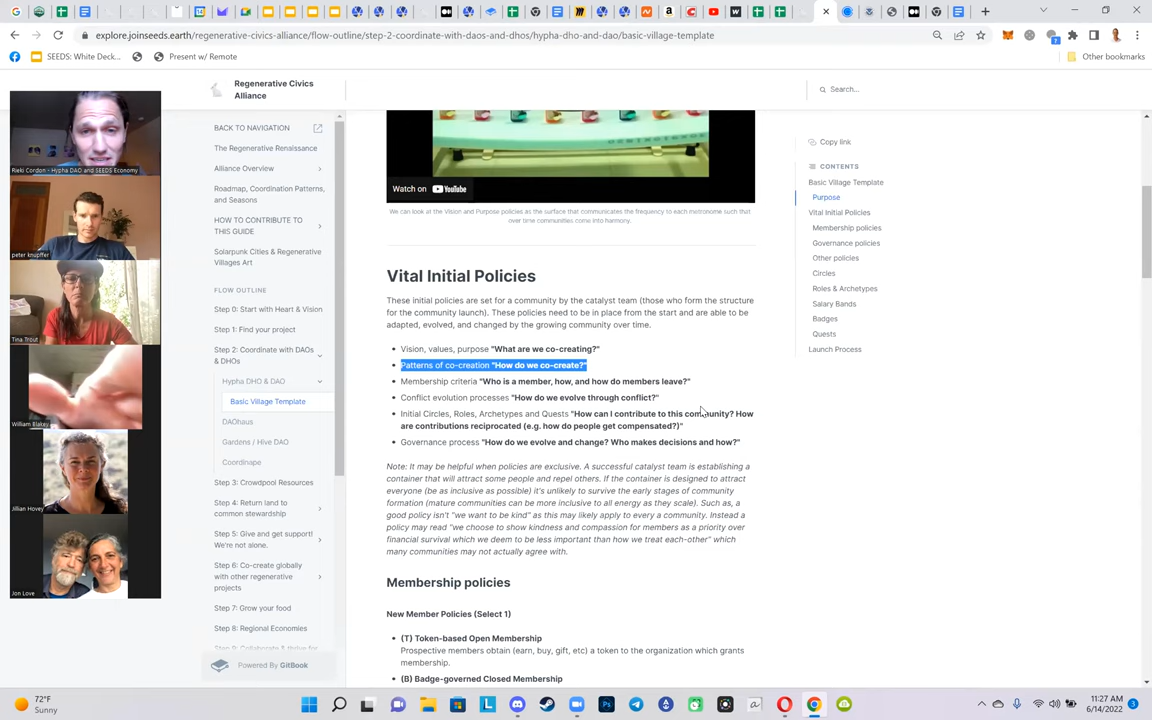 explore.joinseeds.earth/regenerative-civics-alliance/flow-outline/step-2-coordinate-with-daos-and-dhos/hypha-dho-and-dao/basic-village-template
SEEDS: White Deck...
Present w/ Remote
Other bookmarks
Regenerative Civics
Alliance
Search...
BACK TO NAVIGATION
The Regenerative Renaissance
Alliance Overview
Roadmap, Coordination Patterns,
and Seasons
HOW TO CONTRIBUTE TO
THIS GUIDE
Solarpunk Cities & Regenerative
Villages Art
FLOW OUTLINE
Step 0: Start with Heart & Vision
Step 1: Find your project
Step 2: Coordinate with DAOs
& DHOs
Hypha DHO & DAO
Basic Village Template
DAOhaus
Gardens / Hive DAO
Coordinape
Step 3: Crowdpool Resources
Step 4: Return land to
common stewardship
Step 5: Give and get support!
We're not alone.
Step 6: Co-create globally
with other regenerative
projects
Step 7: Grow your food
Step 8: Regional Economies
Step 9: Collaborate & thrive for
Powered By GitBook
Rieki Cordon - Hypha DAO and SEEDS Economy
peter knupffer
Tina Trout
William Blakey
Jillian Hovey
Jon Love
Watch on YouTube
We can look at the Vision and Purpose policies as the surface that communicates the frequency to each metronome such that
over time communities come into harmony.
Vital Initial Policies
These initial policies are set for a community by the catalyst team (those who form the structure
for the community launch). These policies need to be in place from the start and are able to be
adapted, evolved, and changed by the growing community over time.
• Vision, values, purpose "What are we co-creating?"
• Patterns of co-creation "How do we co-create?"
• Membership criteria "Who is a member, how, and how do members leave?"
• Conflict evolution processes "How do we evolve through conflict?"
• Initial Circles, Roles, Archetypes and Quests "How can I contribute to this community? How
are contributions reciprocated (e.g. how do people get compensated?)"
• Governance process "How do we evolve and change? Who makes decisions and how?"
Note: It may be helpful when policies are exclusive. A successful catalyst team is establishing a
container that will attract some people and repel others. If the container is designed to attract
everyone (be as inclusive as possible) it's unlikely to survive the early stages of community
formation (mature communities can be more inclusive to all energy as they scale). Such as, a
good policy isn't "we want to be kind" as this may likely apply to every a community. Instead a
policy may read "we choose to show kindness and compassion for members as a priority over
financial survival which we deem to be less important than how we treat each-other" which
many communities may not actually agree with.
Membership policies
New Member Policies (Select 1)
• (T) Token-based Open Membership
Prospective members obtain (earn, buy, gift, etc) a token to the organization which grants
membership.
• (B) Badge-governed Closed Membership
Copy link
CONTENTS
Basic Village Template
Purpose
Vital Initial Policies
Membership policies
Governance policies
Other policies
Circles
Roles & Archetypes
Salary Bands
Badges
Quests
Launch Process
72°F
Sunny
11:27 AM
6/14/2022